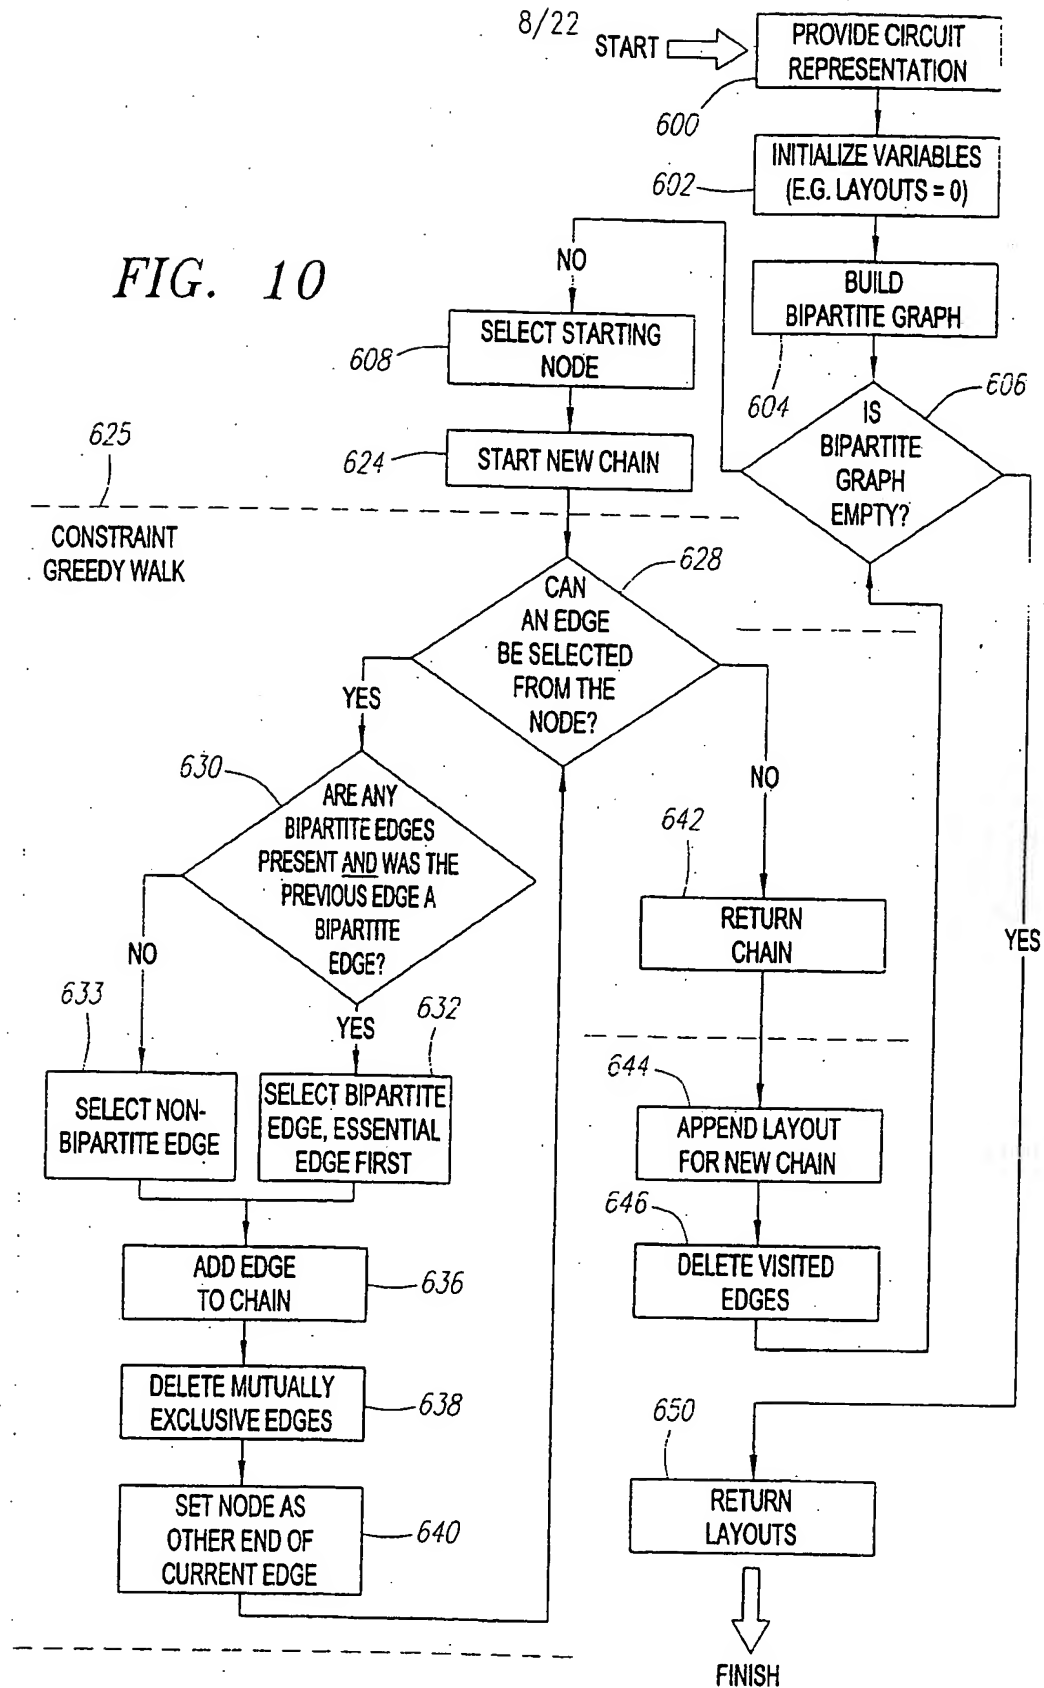 8/22
START
PROVIDE CIRCUIT
REPRESENTATION
600
INITIALIZE VARIABLES
(E.G. LAYOUTS = 0)
602
FIG. 10
NO
BUILD
BIPARTITE GRAPH
604
SELECT STARTING
NODE
608
606
IS
BIPARTITE
GRAPH
EMPTY?
START NEW CHAIN
624
625
CONSTRAINT
GREEDY WALK
628
CAN
AN EDGE
BE SELECTED
FROM THE
NODE?
YES
NO
630
ARE ANY
BIPARTITE EDGES
PRESENT AND WAS THE
PREVIOUS EDGE A
BIPARTITE
EDGE?
642
RETURN
CHAIN
YES
NO
YES
633
632
SELECT NON-
BIPARTITE EDGE
SELECT BIPARTITE
EDGE, ESSENTIAL
EDGE FIRST
644
APPEND LAYOUT
FOR NEW CHAIN
646
DELETE VISITED
EDGES
ADD EDGE
TO CHAIN
636
DELETE MUTUALLY
EXCLUSIVE EDGES
638
650
RETURN
LAYOUTS
SET NODE AS
OTHER END OF
CURRENT EDGE
640
FINISH